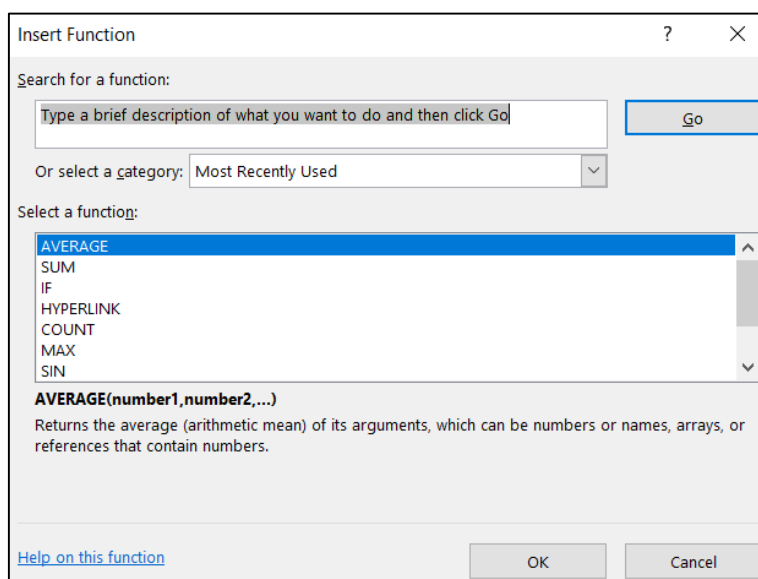 Insert Function
?
Search for a function:
Type a brief description of what you want to do and then click Go
Go
Or select a category: Most Recently Used
Select a function:
AVERAGE
SUM
IF
HYPERLINK
COUNT
MAX
SIN
AVERAGE(number1,number2,...)
Returns the average (arithmetic mean) of its arguments, which can be numbers or names, arrays, or
references that contain numbers.
Help on this function
OK
Cancel